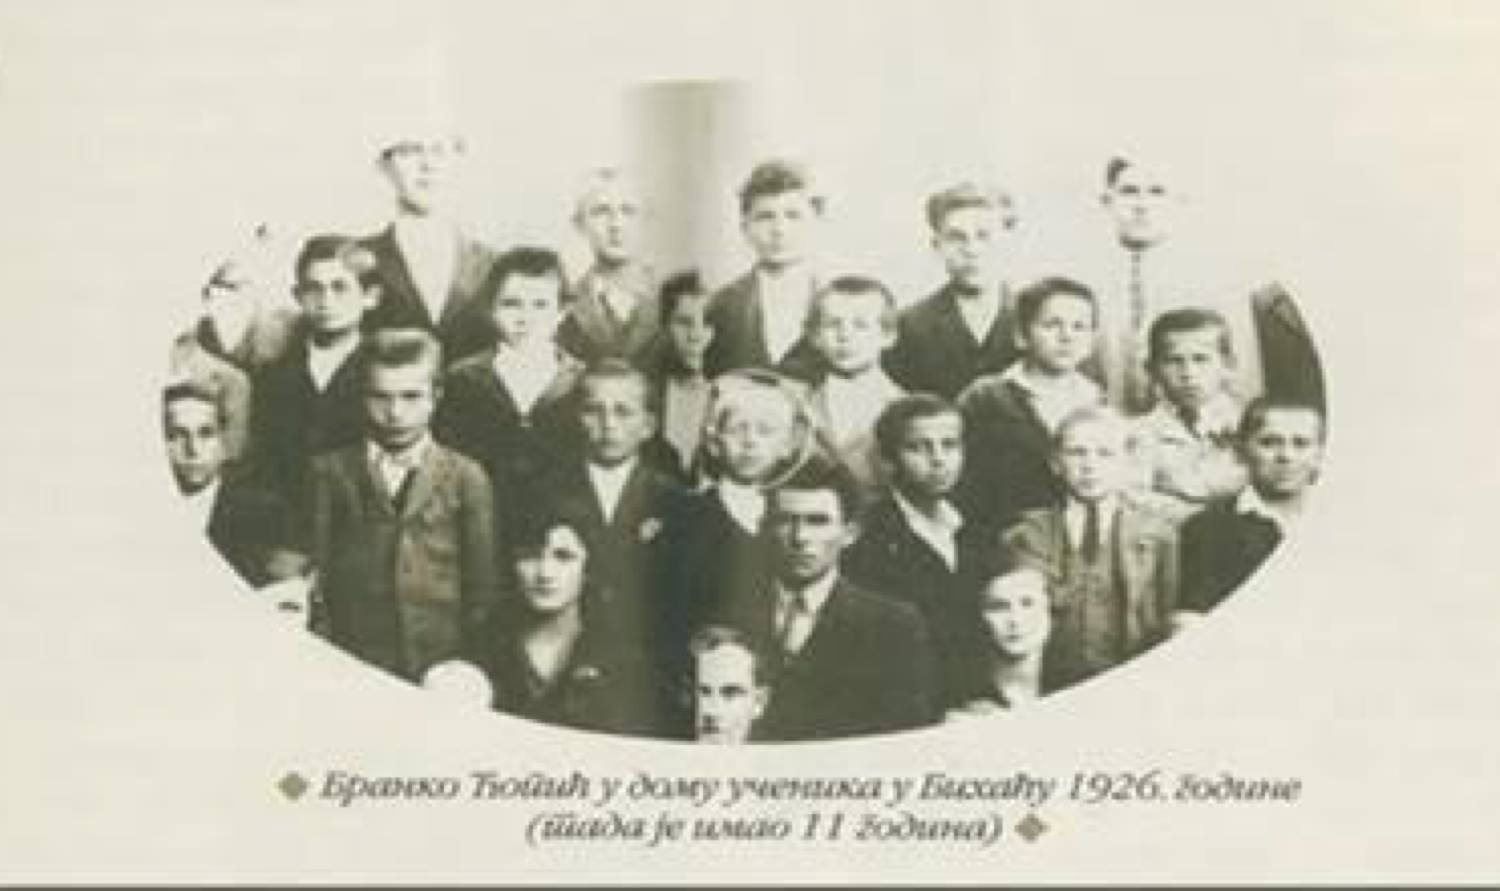 Бранко Ћопић у дому ученика у Бихаћу 1926. године
(тада је имао 11 година)